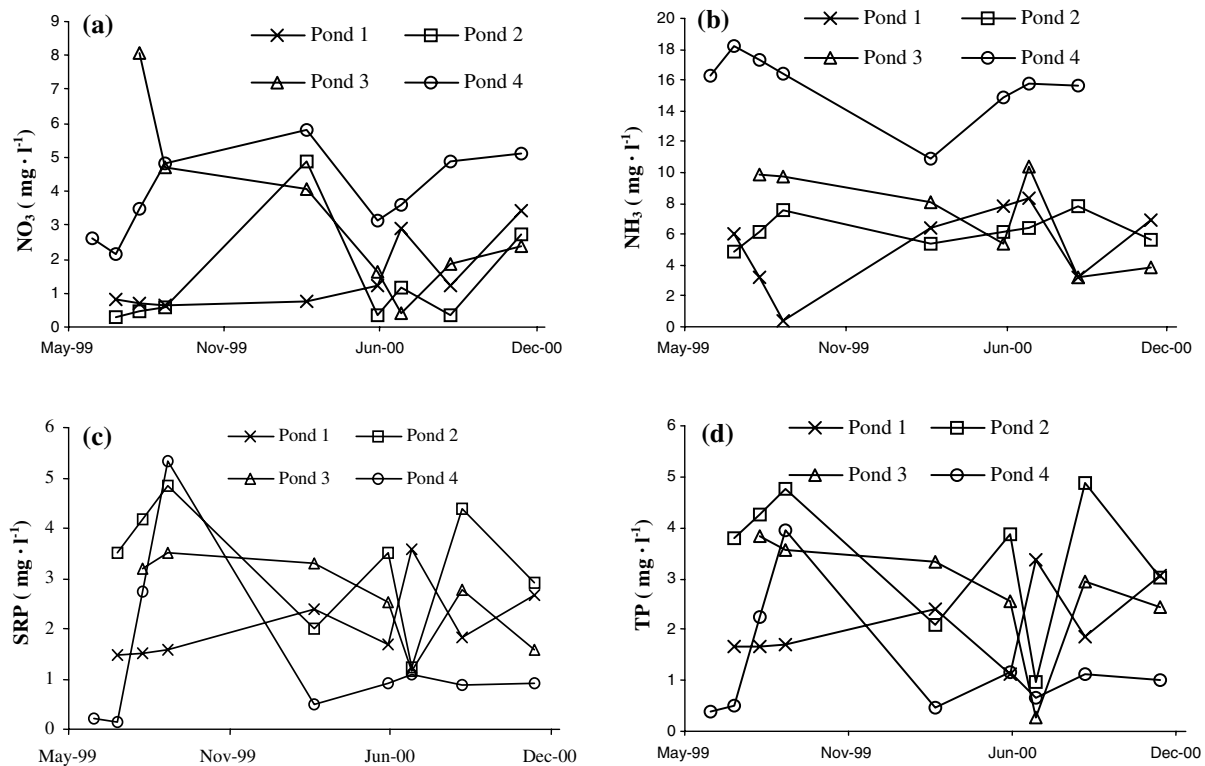 (a)
Pond 1
Pond 2
Pond 3
Pond 4
NO₃ ( mg · l⁻¹)
9
8
7
6
5
4
3
2
1
0
May-99
Nov-99
Jun-00
Dec-00
(b)
Pond 1
Pond 2
Pond 3
Pond 4
NH₃ ( mg · l⁻¹)
20
18
16
14
12
10
8
6
4
2
0
May-99
Nov-99
Jun-00
Dec-00
(c)
Pond 1
Pond 2
Pond 3
Pond 4
SRP ( mg · l⁻¹)
6
5
4
3
2
1
0
May-99
Nov-99
Jun-00
Dec-00
(d)
Pond 1
Pond 2
Pond 3
Pond 4
TP ( mg · l⁻¹)
6
5
4
3
2
1
0
May-99
Nov-99
Jun-00
Dec-00